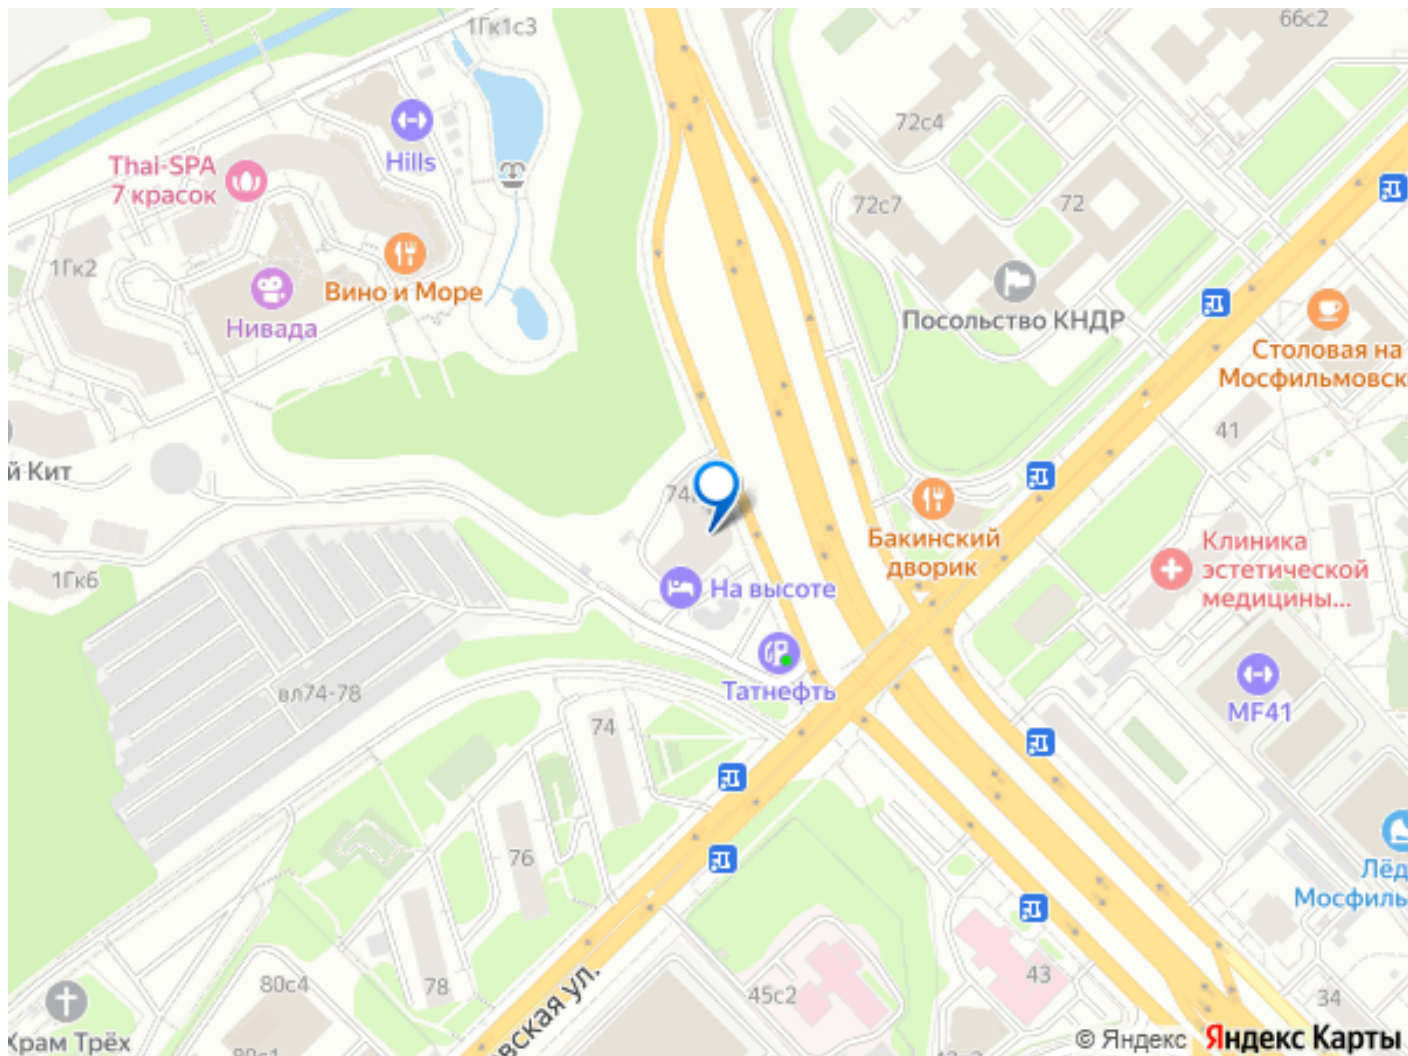 1Гк1с3
66с2
72с4
Hills
Thai-SPA
7 красок
72с7
72
1Гк2
Вино и Море
Нивада
Посольство КНДР
Столовая на
Мосфильмовск
41
й Кит
Бакинский
дворик
Клиника
эстетической
медицины...
1Гк6
На высоте
Татнефть
вл74-78
74
MF41
76
Лёд
Мосфиль
80с4
78
вская ул.
45с2
43
34
Храм Трёх
© Яндекс
Яндекс Карты